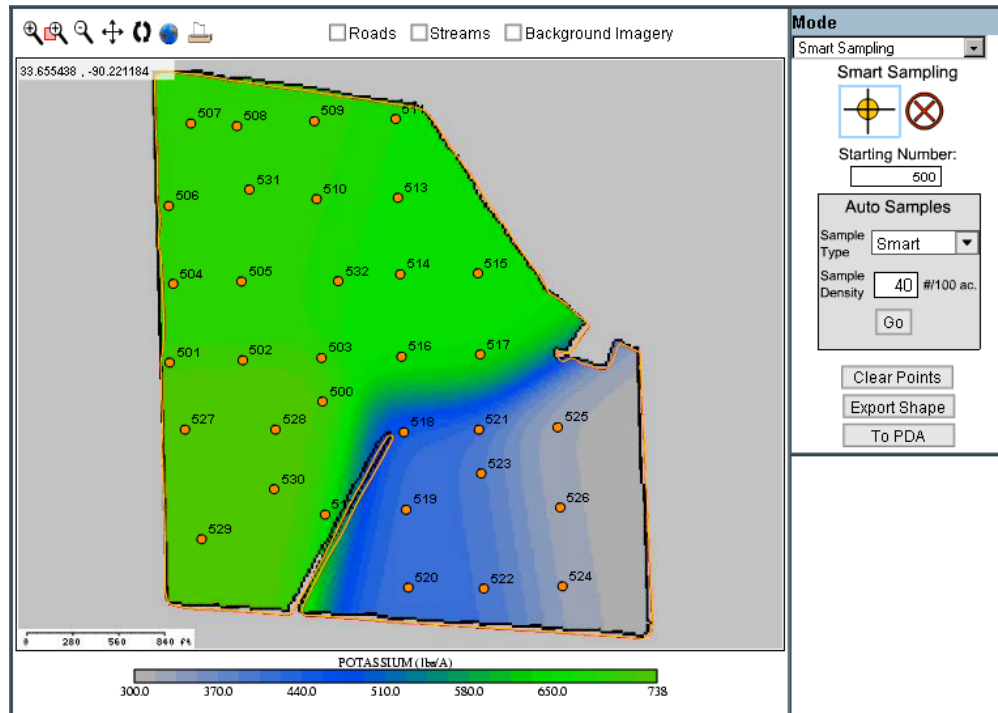 Roads Streams Background Imagery
33.655438 , -90.221184
507
508
509
51
531
506
510
513
504
505
532
514
515
501
502
503
516
517
500
527
528
518
521
525
523
530
519
526
51
529
520
522
524
0 280 560 840 ft
POTASSIUM (lbs/A)
300.0 370.0 440.0 510.0 580.0 650.0 738
Mode
Smart Sampling
Smart Sampling
Starting Number:
500
Auto Samples
Sample Type Smart
Sample Density 40 #/100 ac.
Go
Clear Points
Export Shape
To PDA